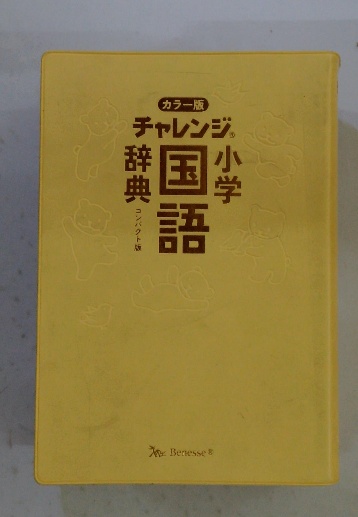 カラー版
チャレンジ®
小学
国語
辞典
コンパクト版
Benesse®